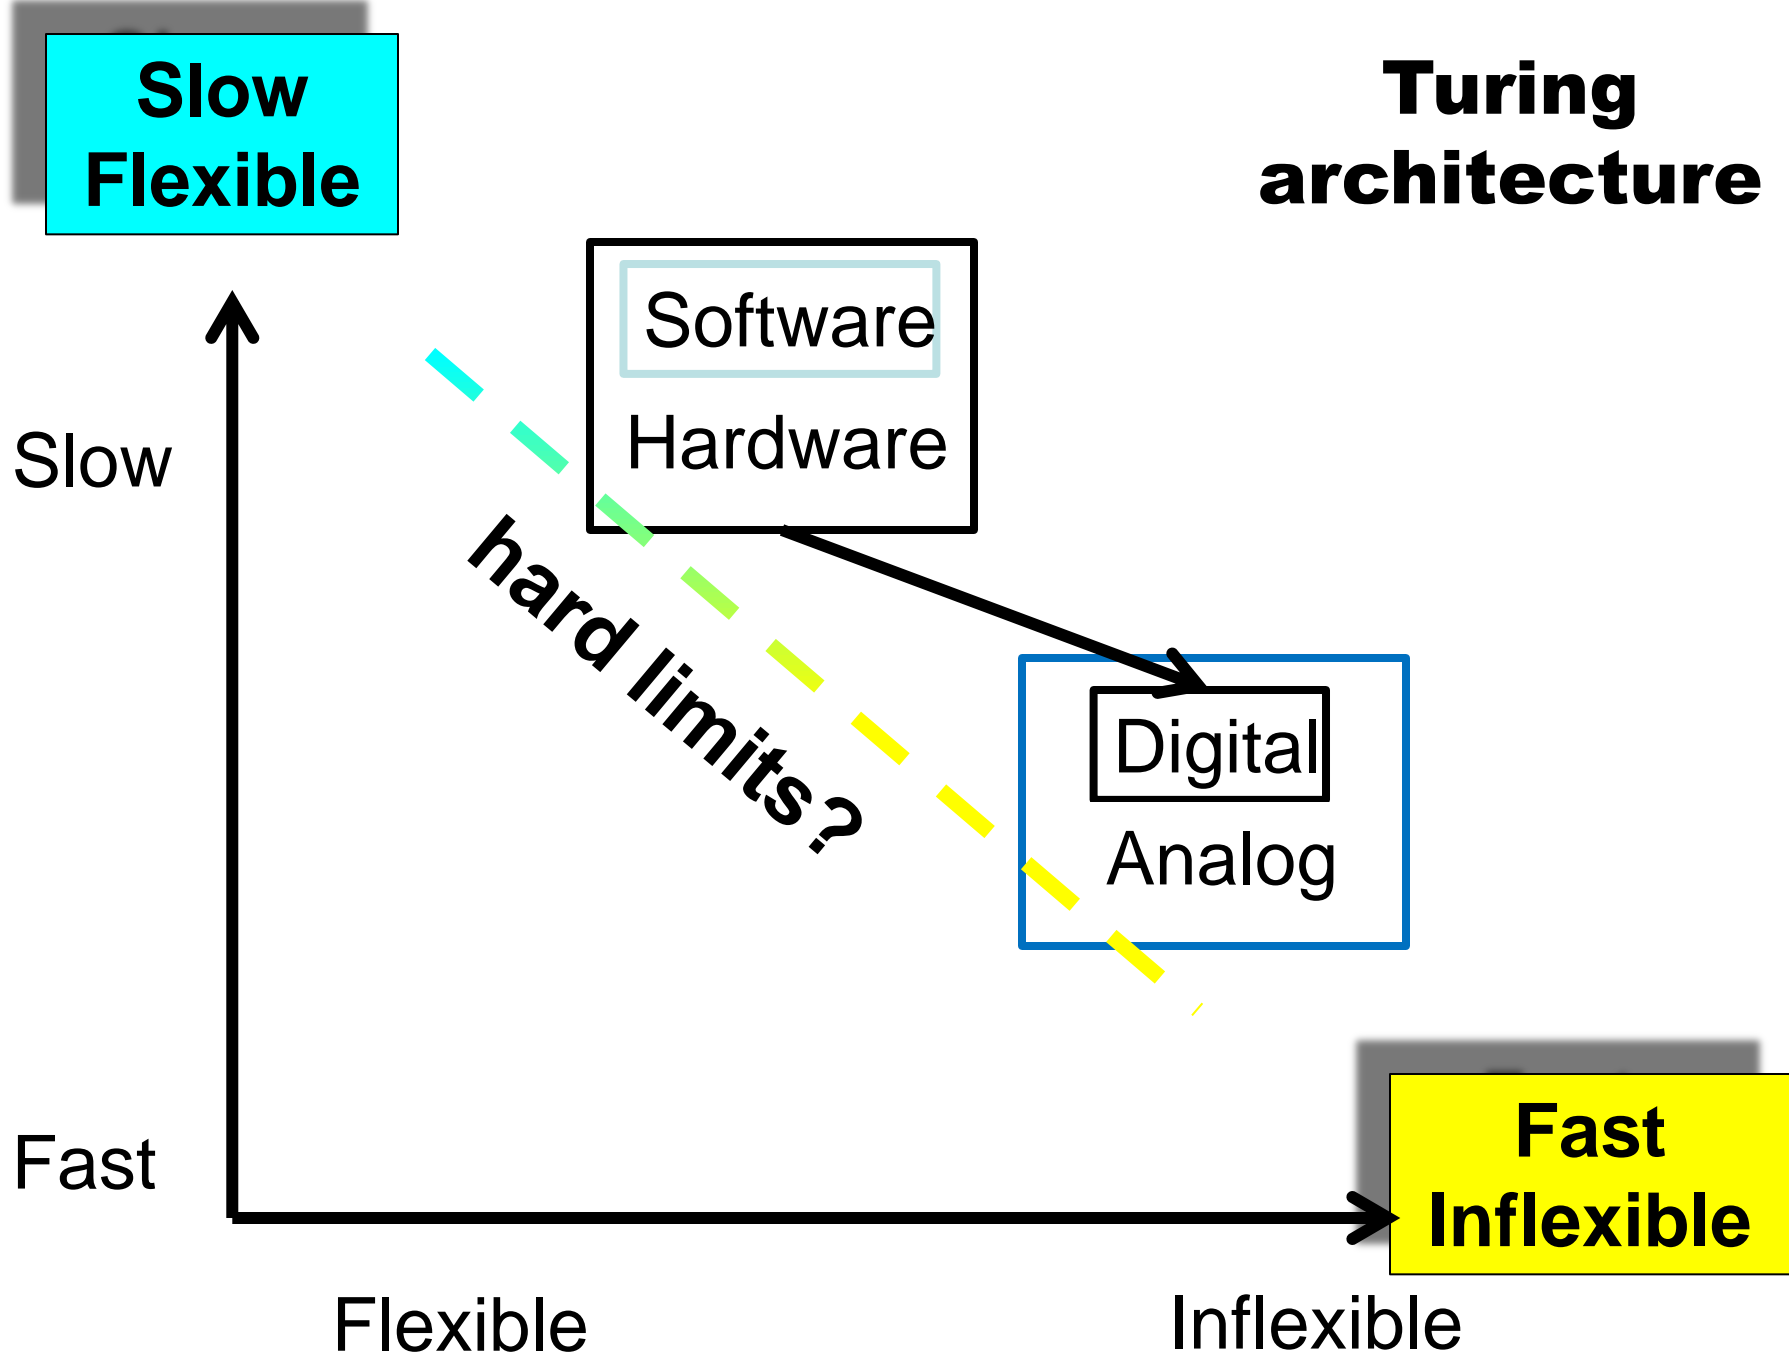 Slow
Flexible
Turing
architecture
Software
Hardware
Slow
hard limits?
Digital
Analog
Fast
Fast
Inflexible
Flexible
Inflexible